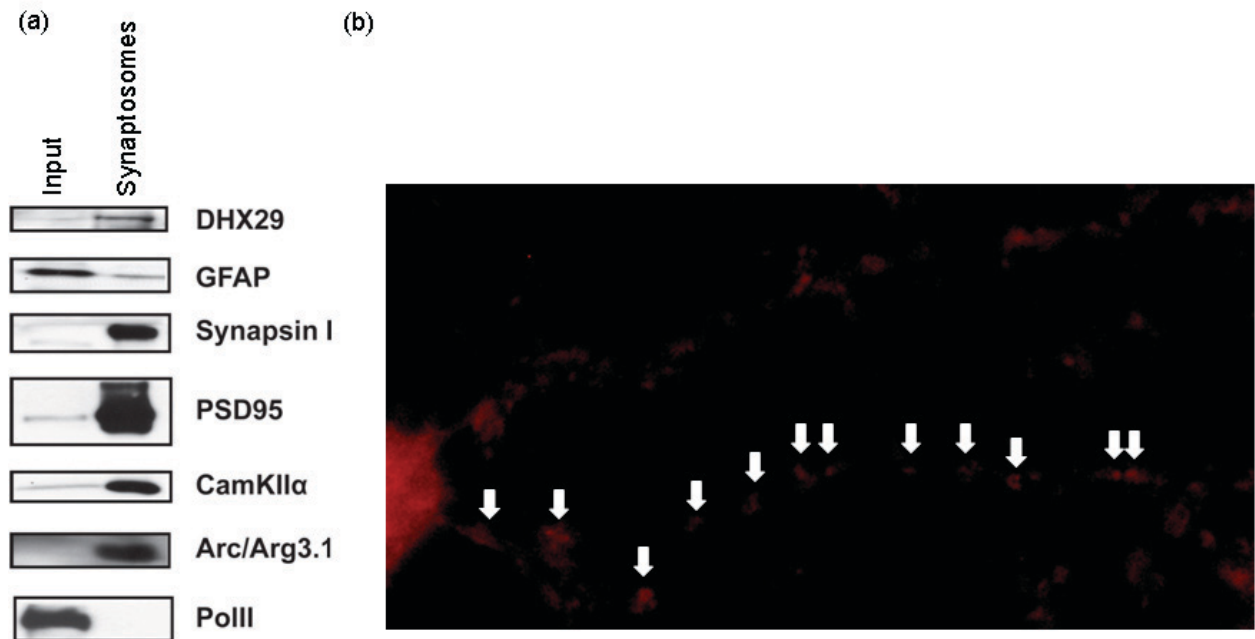 (a)
Input
Synaptosomes
DHX29
GFAP
Synapsin I
PSD95
CamKIIα
Arc/Arg3.1
PolII
(b)